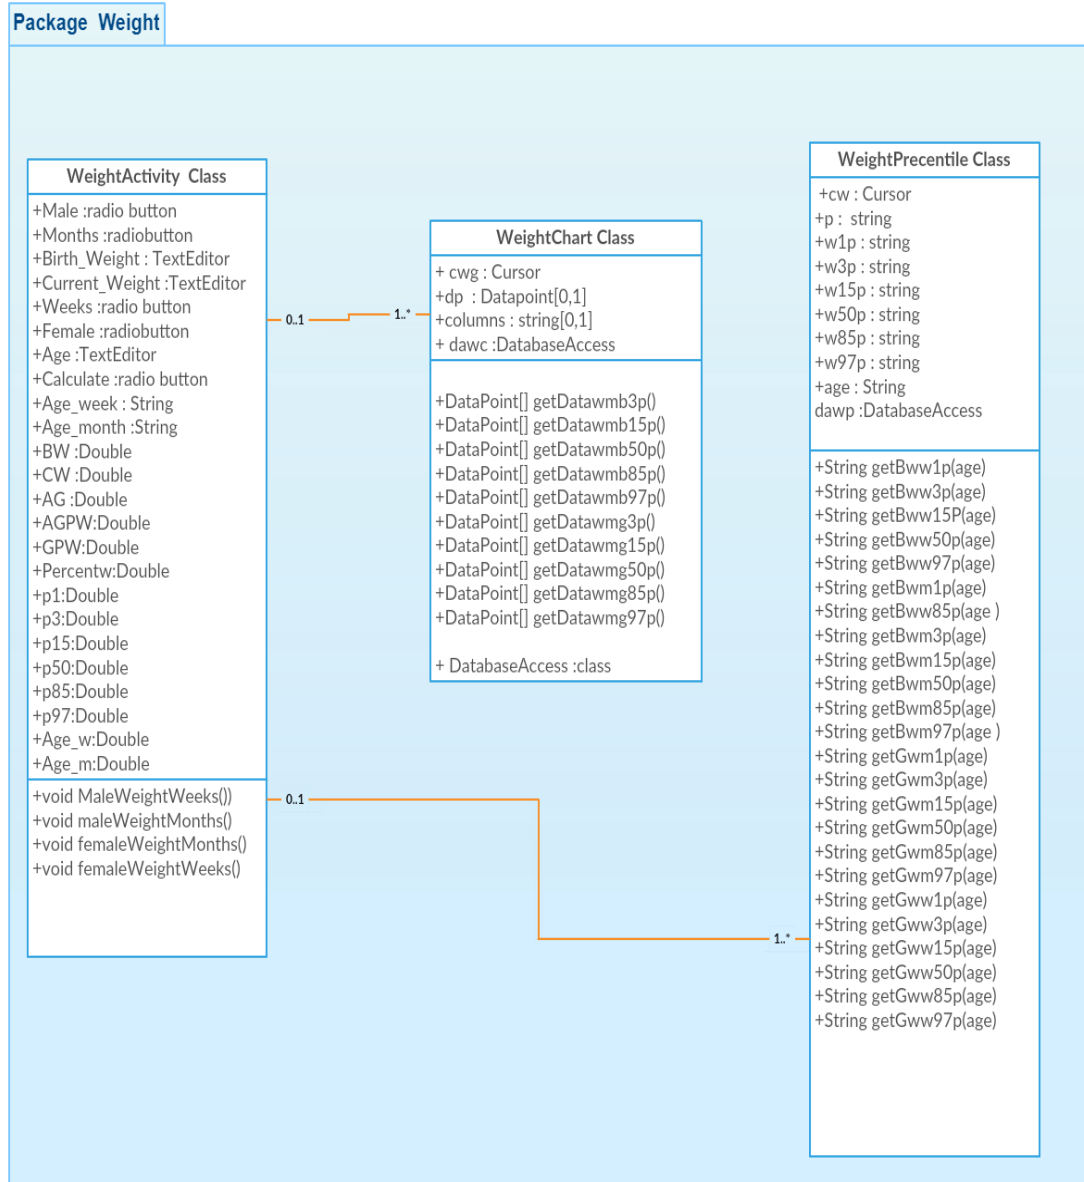 Package Weight
WeightActivity Class
+Male :radio button
+Months :radiobutton
+Birth_Weight : TextEditor
+Current_Weight :TextEditor
+Weeks :radio button
+Female :radiobutton
+Age :TextEditor
+Calculate :radio button
+Age_week : String
+Age_month :String
+BW :Double
+CW :Double
+AG :Double
+AGPW:Double
+GPW:Double
+Percentw:Double
+p1:Double
+p3:Double
+p15:Double
+p50:Double
+p85:Double
+p97:Double
+Age_w:Double
+Age_m:Double
+void MaleWeightWeeks())
+void maleWeightMonths()
+void femaleWeightMonths()
+void femaleWeightWeeks()
0..1
1..*
0..1
1..*
WeightChart Class
+ cwg : Cursor
+dp : Datapoint[0,1]
+columns : string[0,1]
+ dawc :DatabaseAccess
+DataPoint[] getDatawmb3p()
+DataPoint[] getDatawmb15p()
+DataPoint[] getDatawmb50p()
+DataPoint[] getDatawmb85p()
+DataPoint[] getDatawmb97p()
+DataPoint[] getDatawmg3p()
+DataPoint[] getDatawmg15p()
+DataPoint[] getDatawmg50p()
+DataPoint[] getDatawmg85p()
+DataPoint[] getDatawmg97p()
+ DatabaseAccess :class
WeightPrecentile Class
+cw : Cursor
+p : string
+w1p : string
+w3p : string
+w15p : string
+w50p : string
+w85p : string
+w97p : string
+age : String
dawp :DatabaseAccess
+String getBww1p(age)
+String getBww3p(age)
+String getBww15P(age)
+String getBww50p(age)
+String getBww97p(age)
+String getBwm1p(age)
+String getBww85p(age )
+String getBwm3p(age)
+String getBwm15p(age)
+String getBwm50p(age)
+String getBwm85p(age)
+String getBwm97p(age )
+String getGwm1p(age)
+String getGwm3p(age)
+String getGwm15p(age)
+String getGwm50p(age)
+String getGwm85p(age)
+String getGwm97p(age)
+String getGww1p(age)
+String getGww3p(age)
+String getGww15p(age)
+String getGww50p(age)
+String getGww85p(age)
+String getGww97p(age)